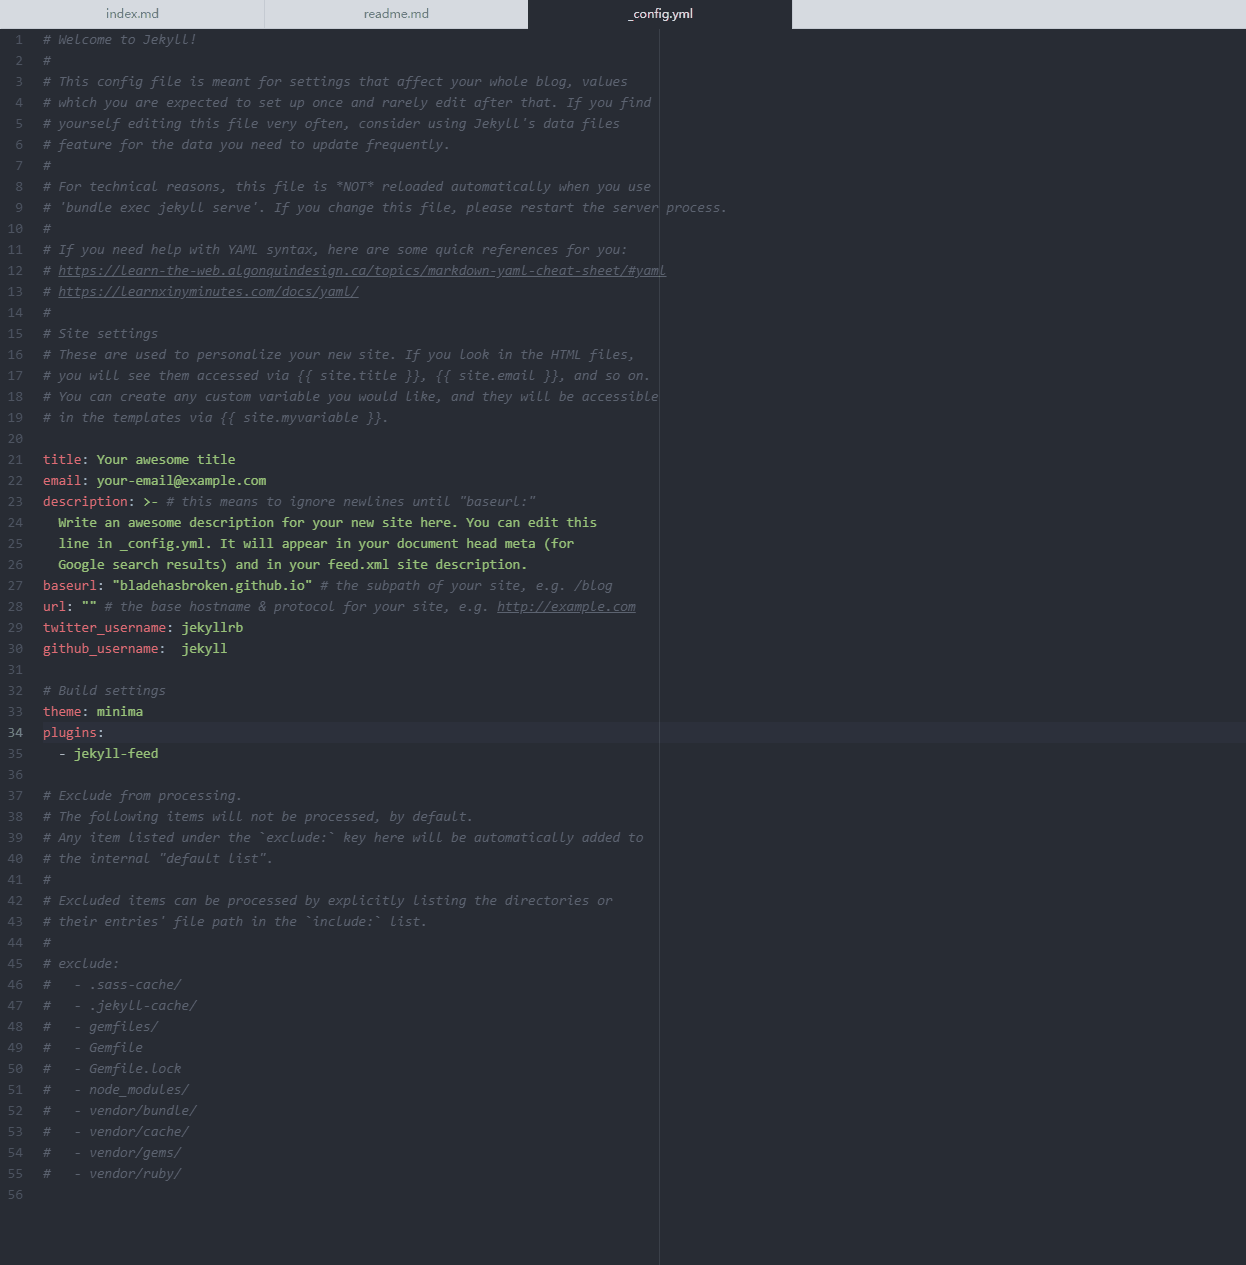 index.md
readme.md
_config.yml
1 # Welcome to Jekyll!
2 #
3 # This config file is meant for settings that affect your whole blog, values
4 # which you are expected to set up once and rarely edit after that. If you find
5 # yourself editing this file very often, consider using Jekyll's data files
6 # feature for the data you need to update frequently.
7 #
8 # For technical reasons, this file is *NOT* reloaded automatically when you use
9 # 'bundle exec jekyll serve'. If you change this file, please restart the server process.
10 #
11 # If you need help with YAML syntax, here are some quick references for you:
12 # https://learn-the-web.algonquindesign.ca/topics/markdown-yaml-cheat-sheet/#yaml
13 # https://learnxinyminutes.com/docs/yaml/
14 #
15 # Site settings
16 # These are used to personalize your new site. If you look in the HTML files,
17 # you will see them accessed via {{ site.title }}, {{ site.email }}, and so on.
18 # You can create any custom variable you would like, and they will be accessible
19 # in the templates via {{ site.myvariable }}.
20
21 title: Your awesome title
22 email: your-email@example.com
23 description: >- # this means to ignore newlines until "baseurl:"
24   Write an awesome description for your new site here. You can edit this
25   line in _config.yml. It will appear in your document head meta (for
26   Google search results) and in your feed.xml site description.
27 baseurl: "bladehasbroken.github.io" # the subpath of your site, e.g. /blog
28 url: "" # the base hostname & protocol for your site, e.g. http://example.com
29 twitter_username: jekyllrb
30 github_username:  jekyll
31
32 # Build settings
33 theme: minima
34 plugins:
35   - jekyll-feed
36
37 # Exclude from processing.
38 # The following items will not be processed, by default.
39 # Any item listed under the `exclude:` key here will be automatically added to
40 # the internal "default list".
41 #
42 # Excluded items can be processed by explicitly listing the directories or
43 # their entries' file path in the `include:` list.
44 #
45 # exclude:
46 #   - .sass-cache/
47 #   - .jekyll-cache/
48 #   - gemfiles/
49 #   - Gemfile
50 #   - Gemfile.lock
51 #   - node_modules/
52 #   - vendor/bundle/
53 #   - vendor/cache/
54 #   - vendor/gems/
55 #   - vendor/ruby/
56